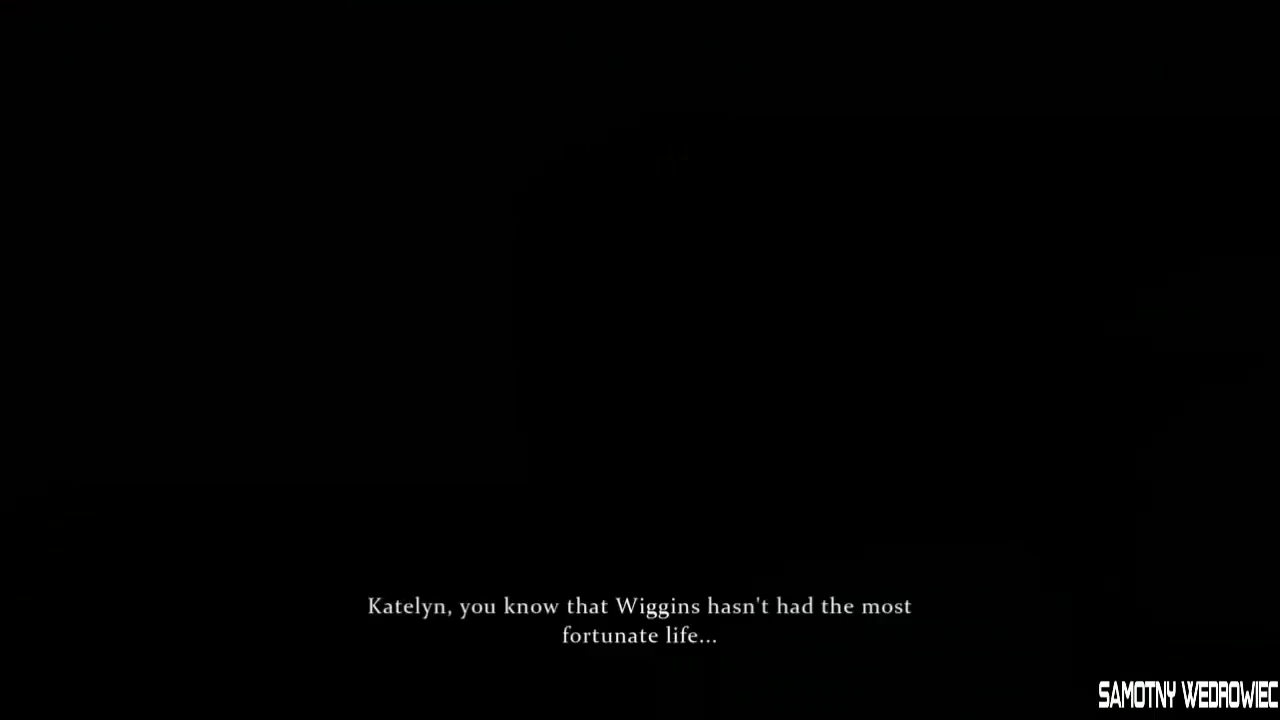 Katelyn, you know that Wiggins hasn't had the most
fortunate life...
SAMOTNY WEDROWIEC